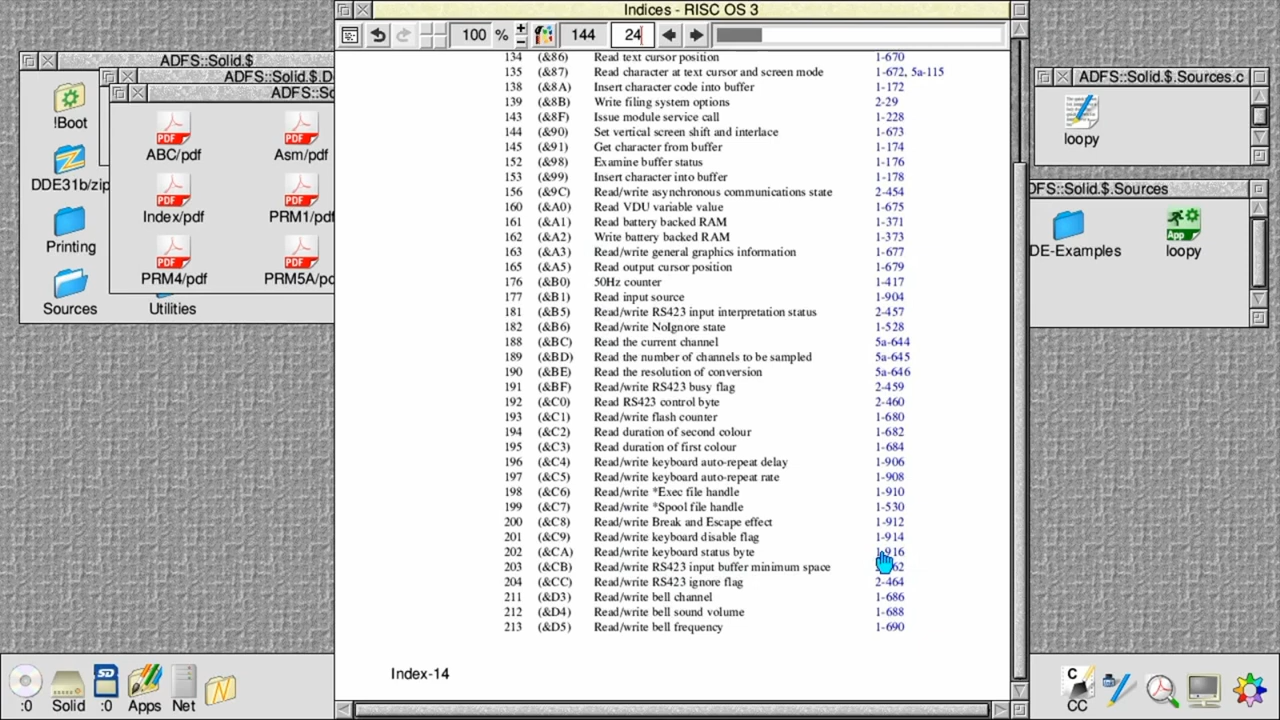 Indices - RISC OS 3
100 % 144 24
134 (&86) Read text cursor position 1-670
135 (&87) Read character at text cursor and screen mode 1-672, 5a-115
138 (&8A) Insert character code into buffer 1-172
139 (&8B) Write filing system options 2-29
143 (&8F) Issue module service call 1-228
144 (&90) Set vertical screen shift and interlace 1-673
145 (&91) Get character from buffer 1-174
152 (&98) Examine buffer status 1-176
153 (&99) Insert character into buffer 1-178
156 (&9C) Read/write asynchronous communications state 2-454
160 (&A0) Read VDU variable value 1-675
161 (&A1) Read battery backed RAM 1-371
162 (&A2) Write battery backed RAM 1-373
163 (&A3) Read/write general graphics information 1-677
165 (&A5) Read output cursor position 1-679
176 (&B0) 50Hz counter 1-417
177 (&B1) Read input source 1-904
181 (&B5) Read/write RS423 input interpretation status 2-457
182 (&B6) Read/write NoIgnore state 1-528
188 (&BC) Read the current channel 5a-644
189 (&BD) Read the number of channels to be sampled 5a-645
190 (&BE) Read the resolution of conversion 5a-646
191 (&BF) Read/write RS423 busy flag 2-459
192 (&C0) Read RS423 control byte 2-460
193 (&C1) Read/write flash counter 1-680
194 (&C2) Read duration of second colour 1-682
195 (&C3) Read duration of first colour 1-684
196 (&C4) Read/write keyboard auto-repeat delay 1-906
197 (&C5) Read/write keyboard auto-repeat rate 1-908
198 (&C6) Read/write *Exec file handle 1-910
199 (&C7) Read/write *Spool file handle 1-530
200 (&C8) Read/write Break and Escape effect 1-912
201 (&C9) Read/write keyboard disable flag 1-914
202 (&CA) Read/write keyboard status byte 1-916
203 (&CB) Read/write RS423 input buffer minimum space
204 (&CC) Read/write RS423 ignore flag 2-464
211 (&D3) Read/write bell channel 1-686
212 (&D4) Read/write bell sound volume 1-688
213 (&D5) Read/write bell frequency 1-690
Index-14
ADFS::Solid.$
ADFS::Solid.$.D
ADFS::So
!Boot
DDE31b/zip
Printing
Sources
Utilities
PDF ABC/pdf
PDF Asm/pdf
PDF Index/pdf
PDF PRM1/pdf
PDF PRM4/pdf
PDF PRM5A/pdf
ADFS::Solid.$.Sources.c
loopy
DFS::Solid.$.Sources
DE-Examples
App
loopy
:0
Solid
SD
:0
Apps
Net
C
CC